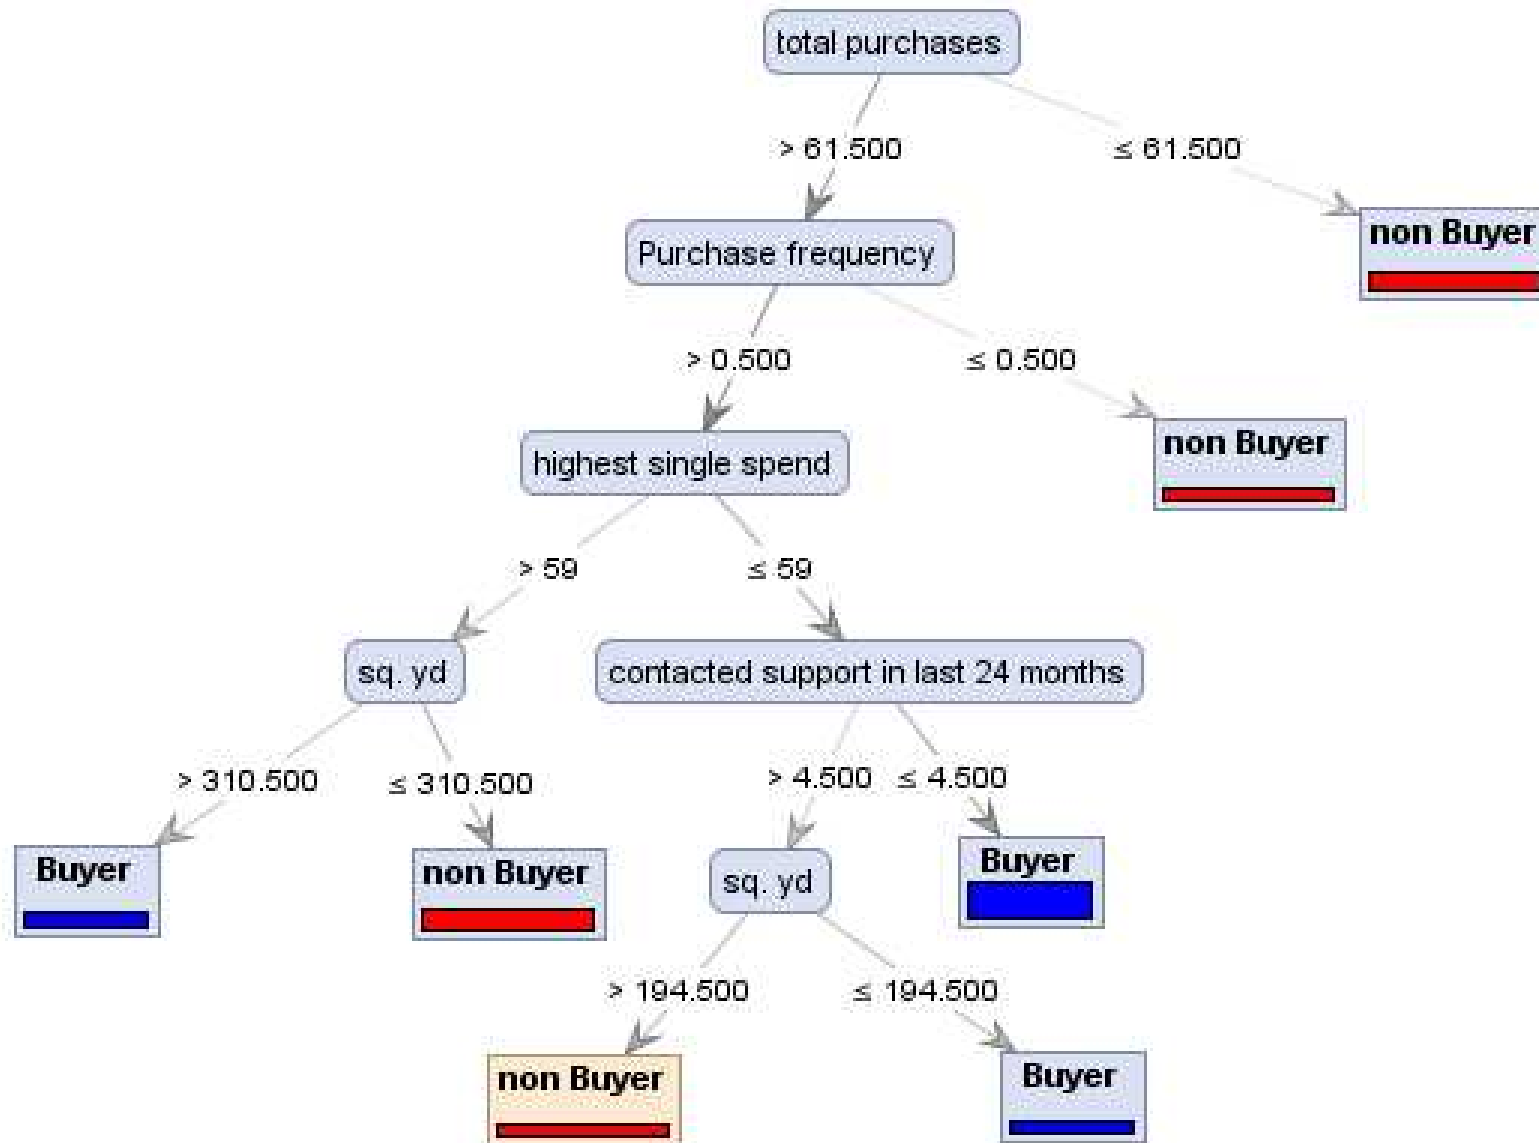 total purchases
> 61.500
≤ 61.500
non Buyer
Purchase frequency
> 0.500
≤ 0.500
non Buyer
highest single spend
> 59
≤ 59
sq. yd
contacted support in last 24 months
> 310.500
≤ 310.500
> 4.500
≤ 4.500
Buyer
non Buyer
sq. yd
Buyer
> 194.500
≤ 194.500
non Buyer
Buyer